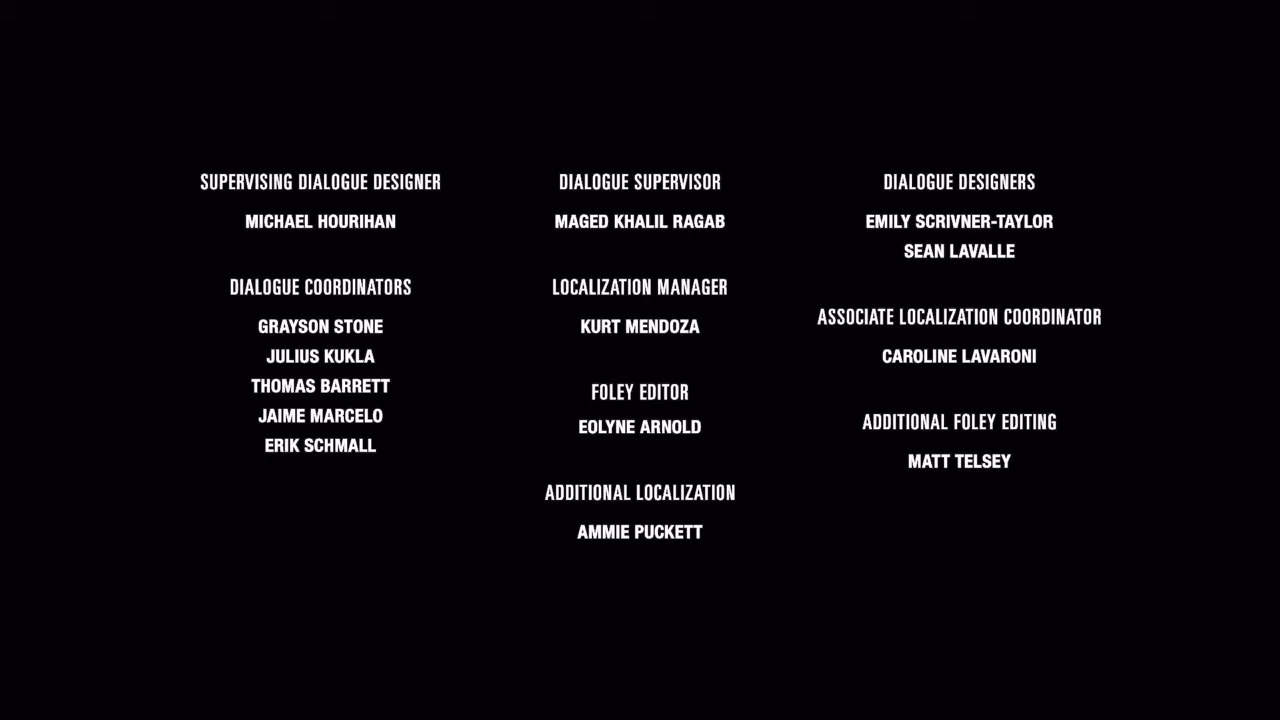 SUPERVISING DIALOGUE DESIGNER
MICHAEL HOURIHAN
DIALOGUE COORDINATORS
GRAYSON STONE
JULIUS KUKLA
THOMAS BARRETT
JAIME MARCELO
ERIK SCHMALL
DIALOGUE SUPERVISOR
MAGED KHALIL RAGAB
LOCALIZATION MANAGER
KURT MENDOZA
FOLEY EDITOR
EOLYNE ARNOLD
ADDITIONAL LOCALIZATION
AMMIE PUCKETT
DIALOGUE DESIGNERS
EMILY SCRIVNER-TAYLOR
SEAN LAVALLE
ASSOCIATE LOCALIZATION COORDINATOR
CAROLINE LAVARONI
ADDITIONAL FOLEY EDITING
MATT TELSEY